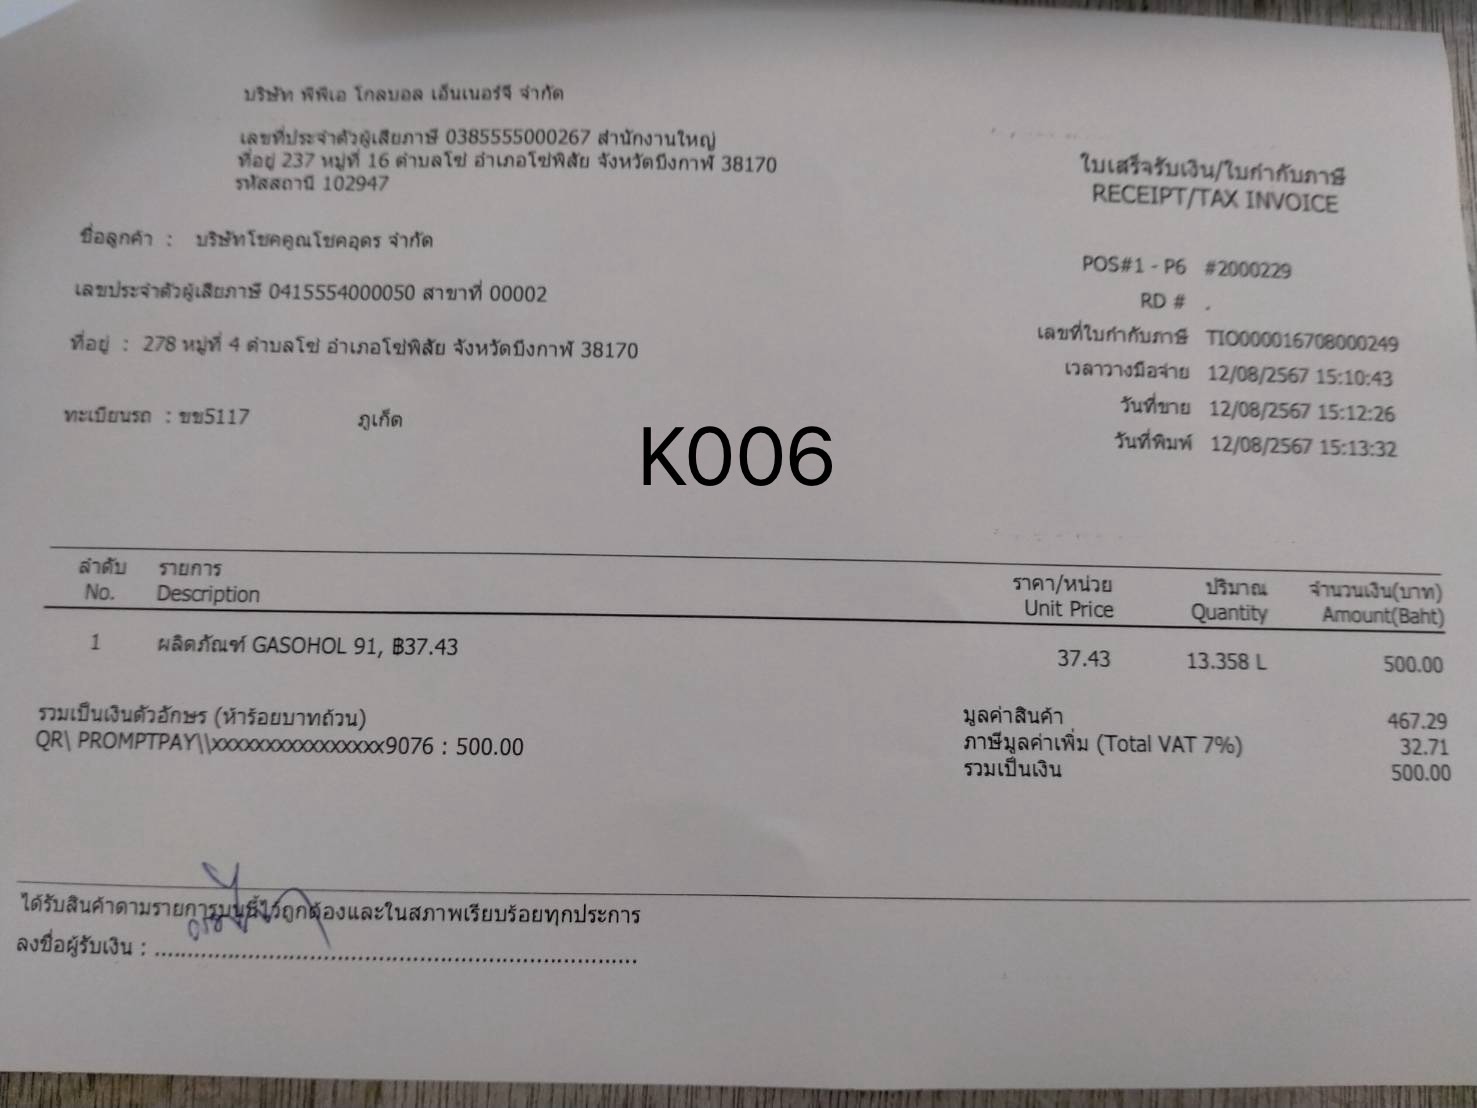 บริษัท พีพีเอ โกลบอล เอ็นเนอร์จี จำกัด
เลขที่ประจำตัวผู้เสียภาษี 0385555000267 สำนักงานใหญ่
ที่อยู่ 237 หมู่ที่ 16 ตำบลโซ่ อำเภอโซ่พิสัย จังหวัดบึงกาฬ 38170
รหัสสถานี 102947
ใบเสร็จรับเงิน/ใบกำกับภาษี
RECEIPT/TAX INVOICE
ชื่อลูกค้า : บริษัทโชคคูณโชคอุดร จำกัด
เลขประจำตัวผู้เสียภาษี 0415554000050 สาขาที่ 00002
ที่อยู่ : 278 หมู่ที่ 4 ตำบลโซ่ อำเภอโซ่พิสัย จังหวัดบึงกาฬ 38170
ทะเบียนรถ : ขข5117 ภูเก็ต
POS#1 - P6 #2000229
RD # .
เลขที่ใบกำกับภาษี TIO000016708000249
เวลาวางมือจ่าย 12/08/2567 15:10:43
วันที่ขาย 12/08/2567 15:12:26
วันที่พิมพ์ 12/08/2567 15:13:32
K006
ลำดับ รายการ ราคา/หน่วย ปริมาณ จำนวนเงิน(บาท)
No. Description Unit Price Quantity Amount(Baht)
1 ผลิตภัณฑ์ GASOHOL 91, ฿37.43 37.43 13.358 L 500.00
รวมเป็นเงินตัวอักษร (ห้าร้อยบาทถ้วน)
QR\ PROMPTPAY\\xxxxxxxxxxxxxxxx9076 : 500.00
มูลค่าสินค้า 467.29
ภาษีมูลค่าเพิ่ม (Total VAT 7%) 32.71
รวมเป็นเงิน 500.00
ได้รับสินค้าตามรายการบนนี้ไว้ถูกต้องและในสภาพเรียบร้อยทุกประการ
ลงชื่อผู้รับเงิน : ..........................................................................